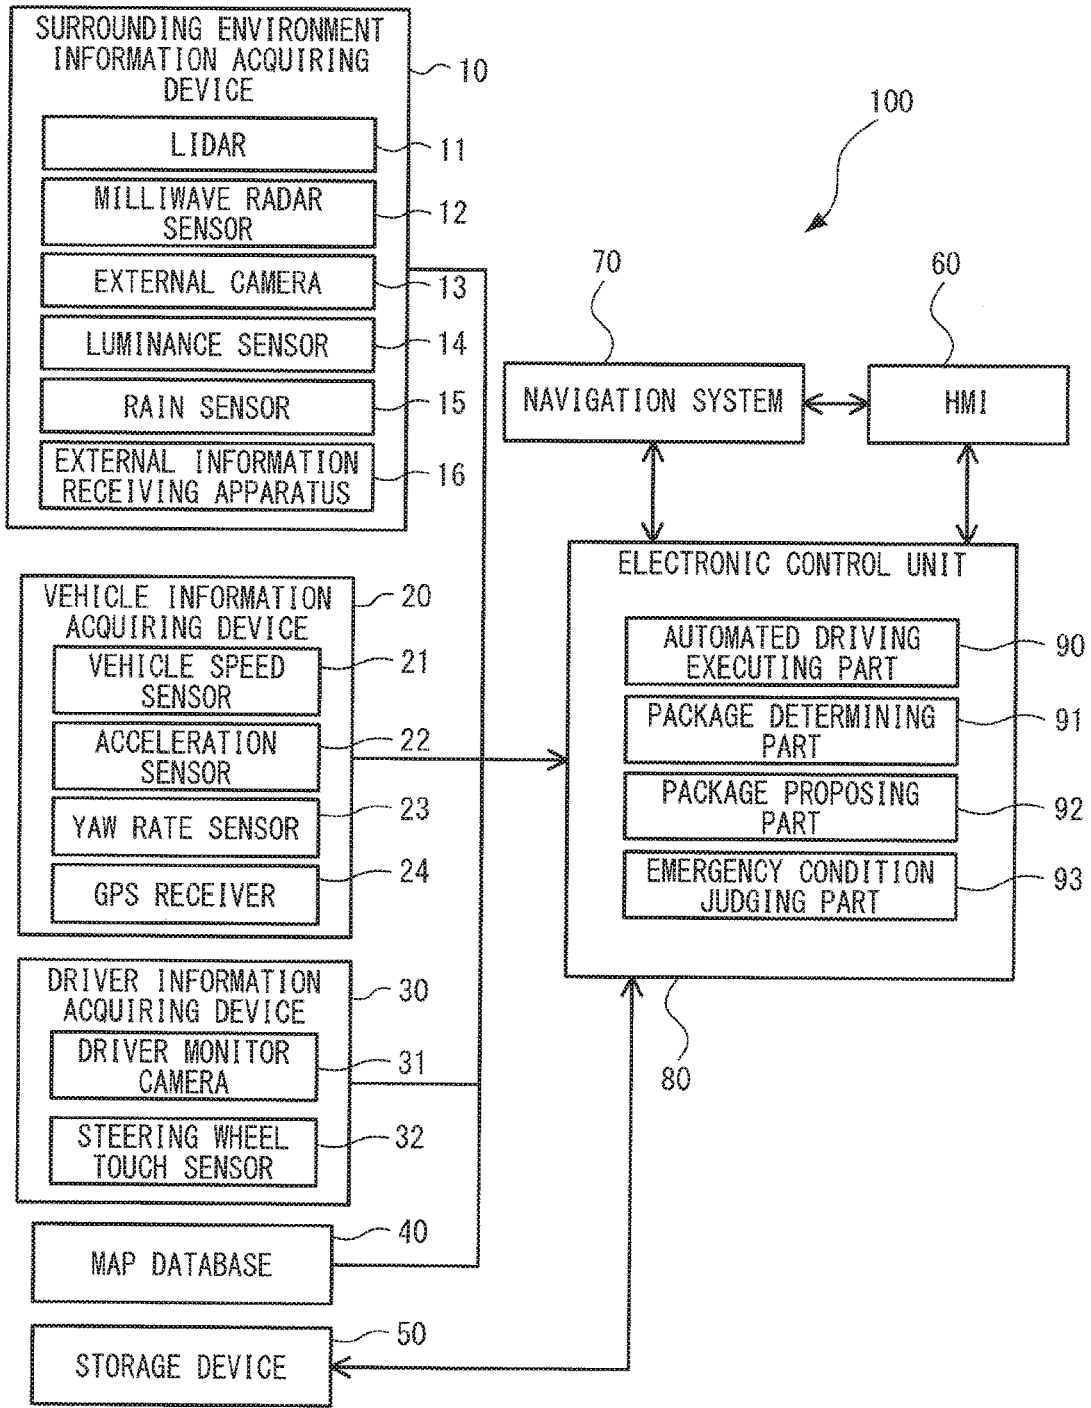 SURROUNDING ENVIRONMENT
INFORMATION ACQUIRING
DEVICE
10
LIDAR
11
MILLIWAVE RADAR
SENSOR
12
EXTERNAL CAMERA
13
LUMINANCE SENSOR
14
RAIN SENSOR
15
EXTERNAL INFORMATION
RECEIVING APPARATUS
16
100
70
60
NAVIGATION SYSTEM
HMI
VEHICLE INFORMATION
ACQUIRING DEVICE
20
VEHICLE SPEED
SENSOR
21
ACCELERATION
SENSOR
22
YAW RATE SENSOR
23
GPS RECEIVER
24
ELECTRONIC CONTROL UNIT
AUTOMATED DRIVING
EXECUTING PART
90
PACKAGE DETERMINING
PART
91
PACKAGE PROPOSING
PART
92
EMERGENCY CONDITION
JUDGING PART
93
80
DRIVER INFORMATION
ACQUIRING DEVICE
30
DRIVER MONITOR
CAMERA
31
STEERING WHEEL
TOUCH SENSOR
32
MAP DATABASE
40
STORAGE DEVICE
50